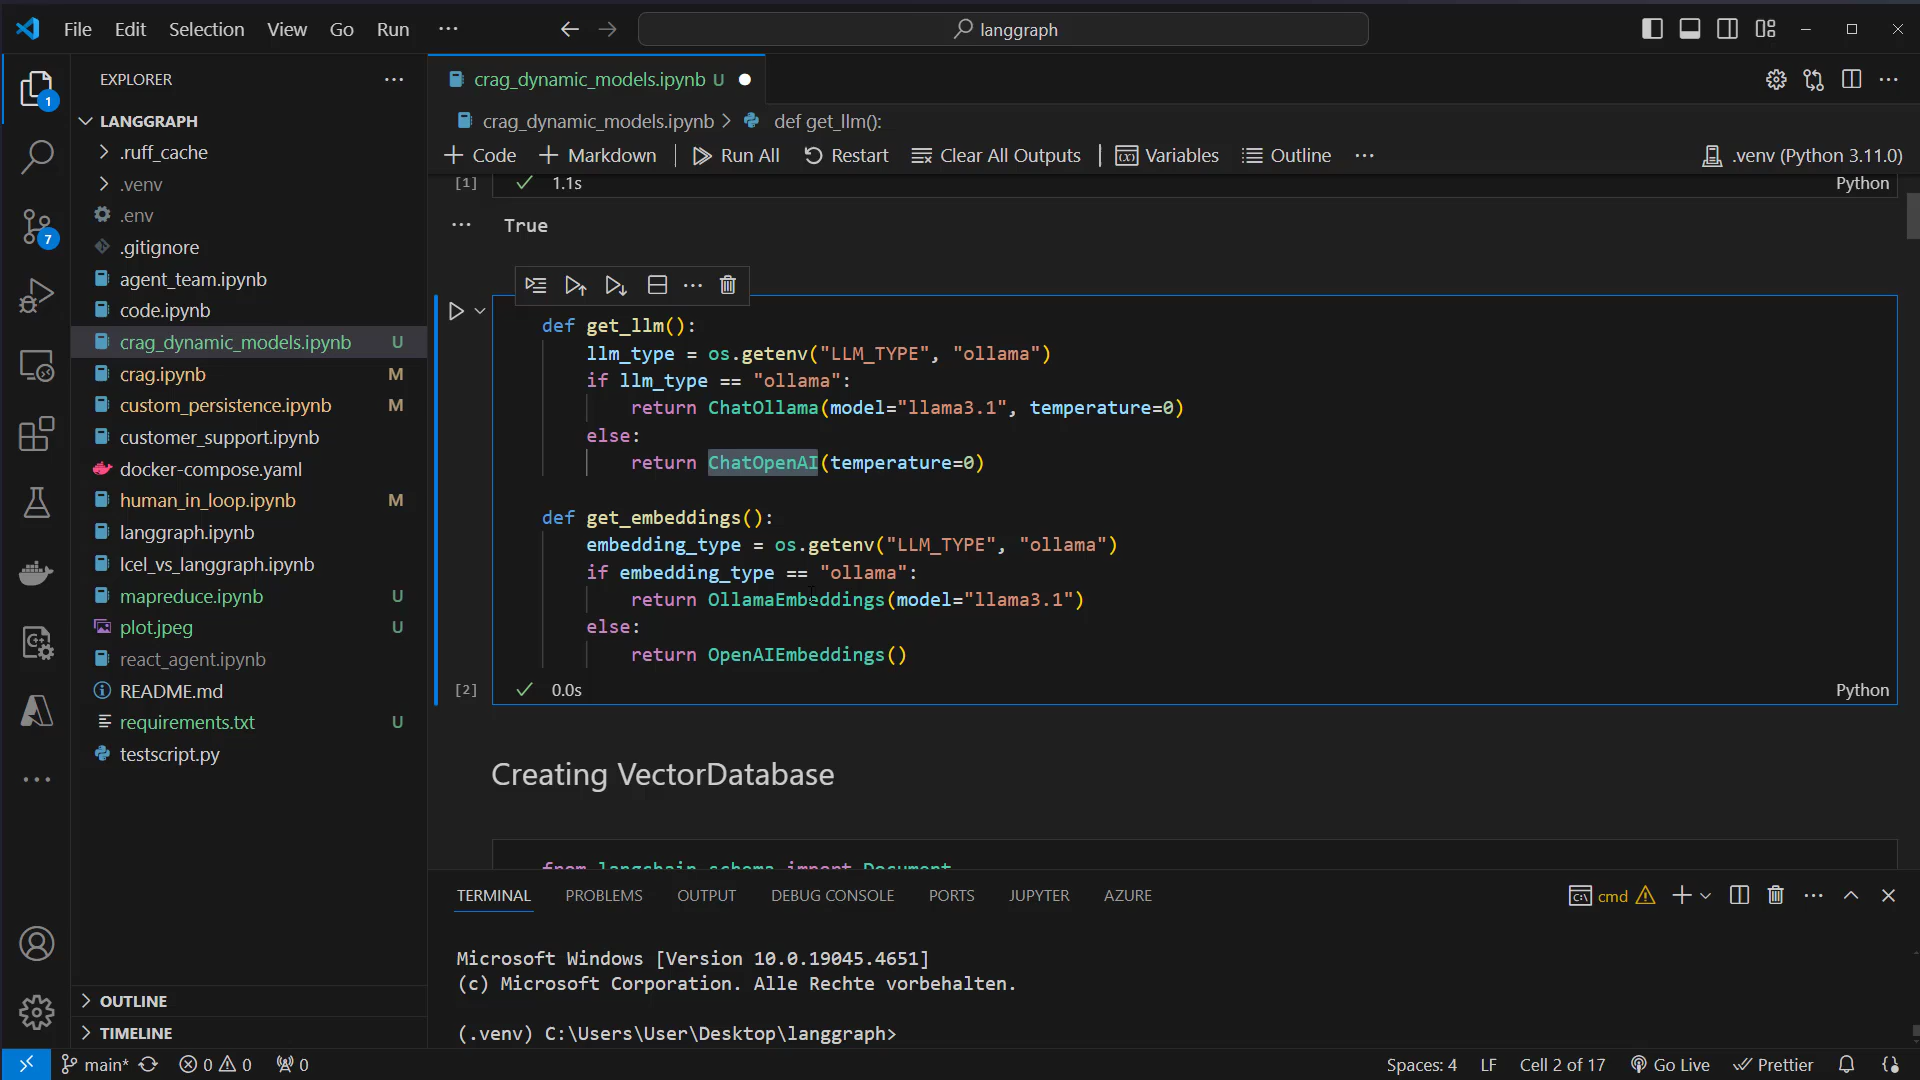 File Edit Selection View Go Run ···
langgraph
EXPLORER
LANGGRAPH
.ruff_cache
.venv
.env
.gitignore
agent_team.ipynb
code.ipynb
crag_dynamic_models.ipynb U
crag.ipynb M
custom_persistence.ipynb M
customer_support.ipynb
docker-compose.yaml
human_in_loop.ipynb M
langgraph.ipynb
lcel_vs_langgraph.ipynb
mapreduce.ipynb U
plot.jpeg U
react_agent.ipynb
README.md
requirements.txt U
testscript.py
OUTLINE
TIMELINE
1
7
crag_dynamic_models.ipynb U
crag_dynamic_models.ipynb > def get_llm():
Code Markdown Run All Restart Clear All Outputs Variables Outline ··· .venv (Python 3.11.0)
[1] 1.1s Python
True
def get_llm():
llm_type = os.getenv("LLM_TYPE", "ollama")
if llm_type == "ollama":
return ChatOllama(model="llama3.1", temperature=0)
else:
return ChatOpenAI(temperature=0)
def get_embeddings():
embedding_type = os.getenv("LLM_TYPE", "ollama")
if embedding_type == "ollama":
return OllamaEmbeddings(model="llama3.1")
else:
return OpenAIEmbeddings()
[2] 0.0s Python
Creating VectorDatabase
from langchain.schema import Document
TERMINAL PROBLEMS OUTPUT DEBUG CONSOLE PORTS JUPYTER AZURE
cmd
Microsoft Windows [Version 10.0.19045.4651]
(c) Microsoft Corporation. Alle Rechte vorbehalten.
(.venv) C:\Users\User\Desktop\langgraph>
main* 0 0 0
Spaces: 4 LF Cell 2 of 17 Go Live Prettier